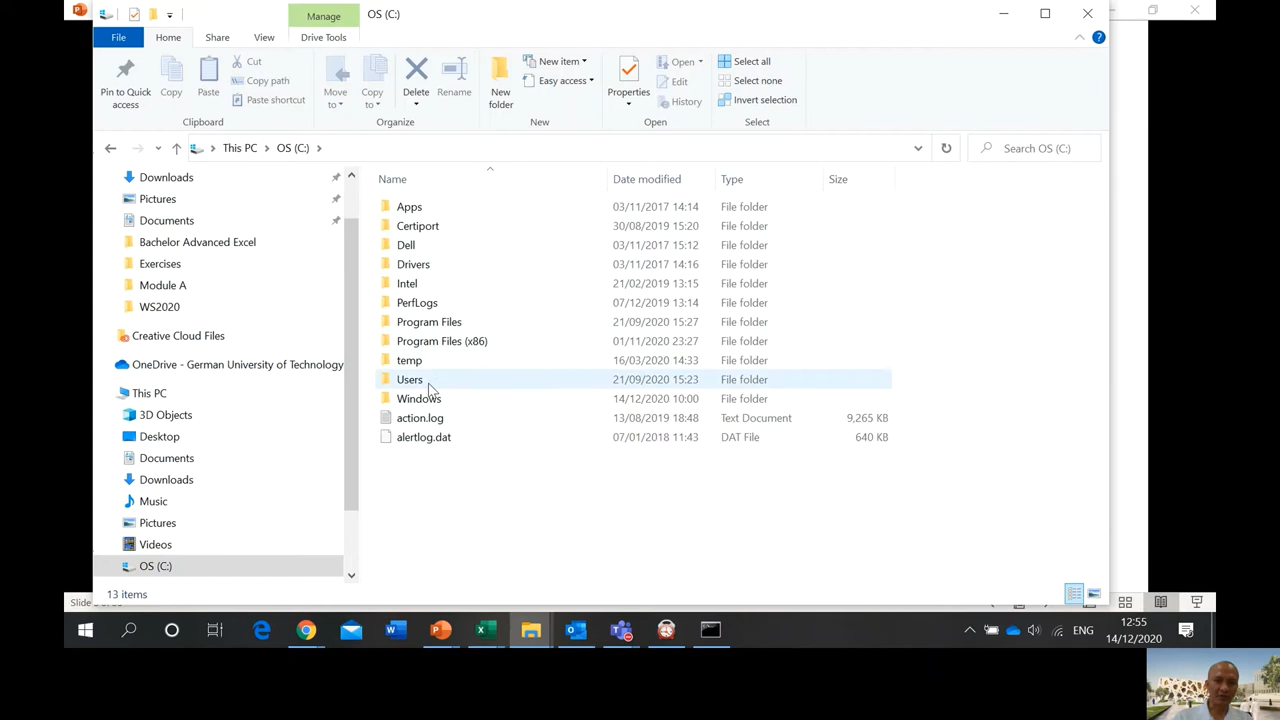 Manage
OS (C:)
File
Home
Share
View
Drive Tools
Pin to Quick access
Copy
Paste
Cut
Copy path
Paste shortcut
Clipboard
Move to
Copy to
Delete
Rename
Organize
New folder
New item
Easy access
New
Properties
Open
Edit
History
Open
Select all
Select none
Invert selection
Select
This PC
OS (C:)
Search OS (C:)
Downloads
Pictures
Documents
Bachelor Advanced Excel
Exercises
Module A
WS2020
Creative Cloud Files
OneDrive - German University of Technology
This PC
3D Objects
Desktop
Documents
Downloads
Music
Pictures
Videos
OS (C:)
Name Date modified Type Size
Apps 03/11/2017 14:14 File folder
Certiport 30/08/2019 15:20 File folder
Dell 03/11/2017 15:12 File folder
Drivers 03/11/2017 14:16 File folder
Intel 21/02/2019 13:15 File folder
PerfLogs 07/12/2019 13:14 File folder
Program Files 21/09/2020 15:27 File folder
Program Files (x86) 01/11/2020 23:27 File folder
temp 16/03/2020 14:33 File folder
Users 21/09/2020 15:23 File folder
Windows 14/12/2020 10:00 File folder
action.log 13/08/2019 18:48 Text Document 9,265 KB
alertlog.dat 07/01/2018 11:43 DAT File 640 KB
13 items
Slide
ENG
12:55
14/12/2020